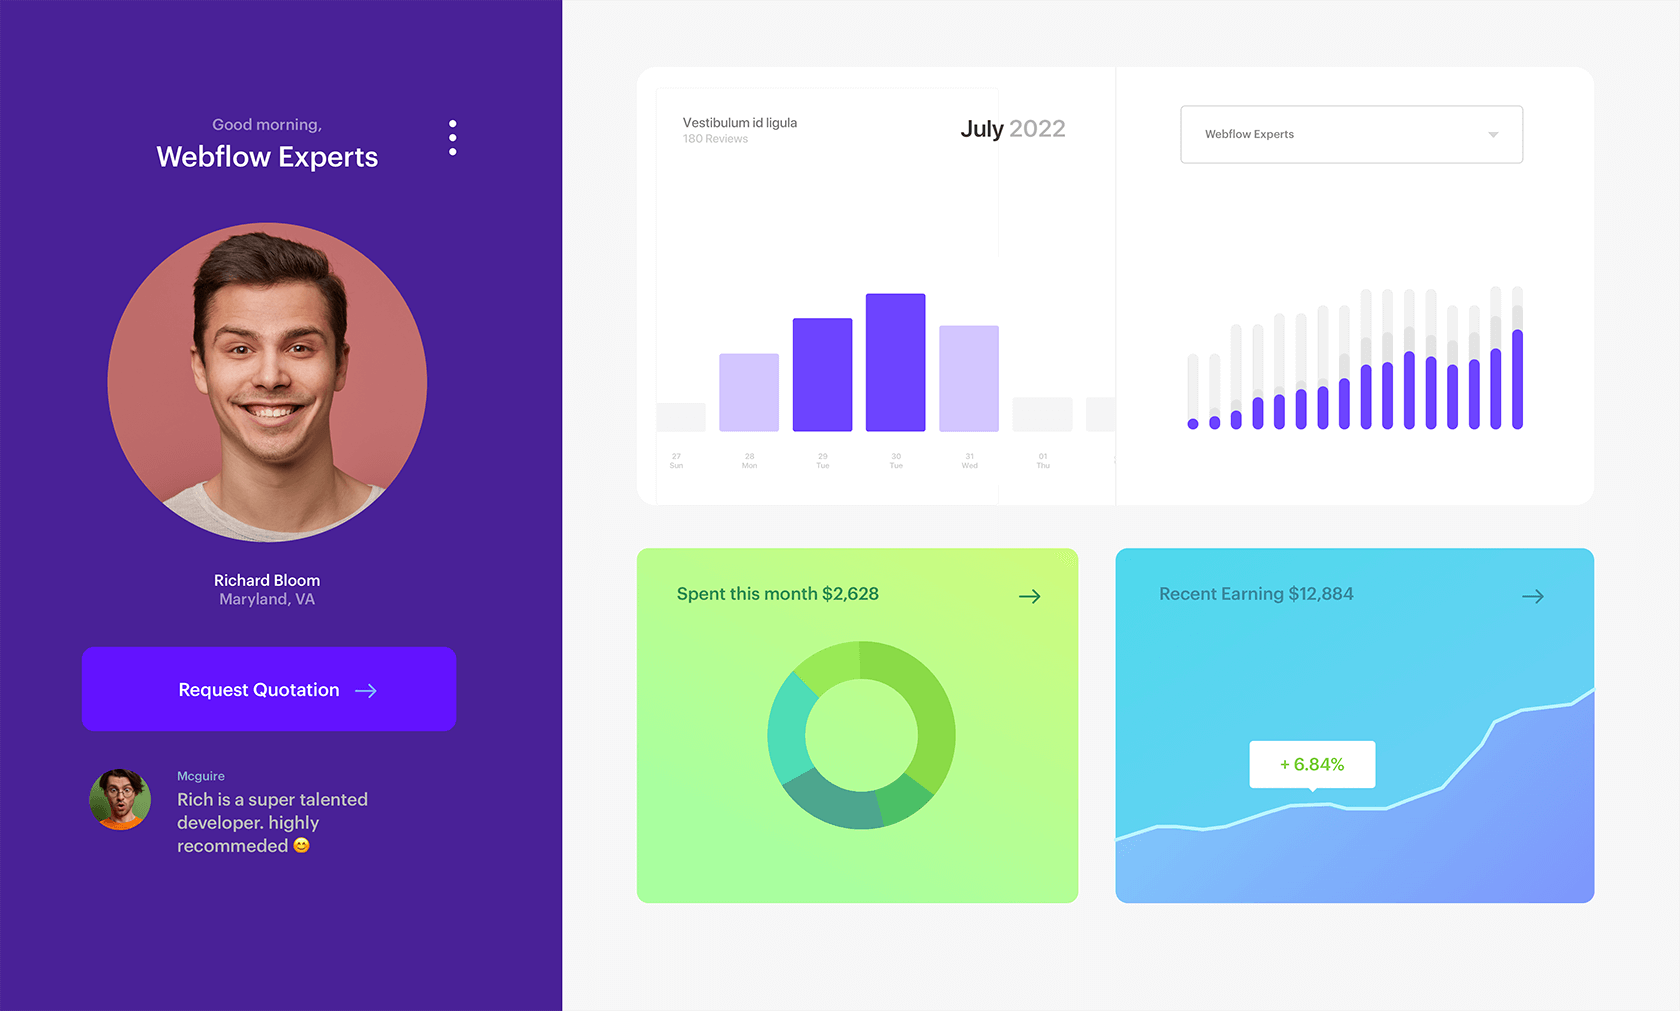 Good morning,
Webflow Experts
Richard Bloom
Maryland, VA
Request Quotation
Mcguire
Rich is a super talented
developer. highly
recommeded 😊
Vestibulum id ligula
180 Reviews
July 2022
27
Sun
28
Mon
29
Tue
30
Tue
31
Wed
01
Thu
Webflow Experts
Spent this month $2,628
Recent Earning $12,884
+ 6.84%